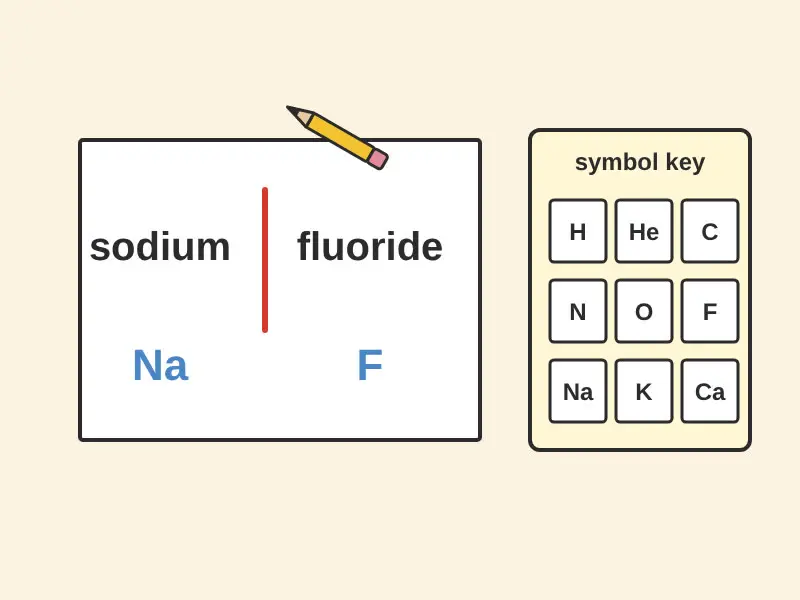 sodium fluoride
Na F
symbol key
H He C
N O F
Na K Ca